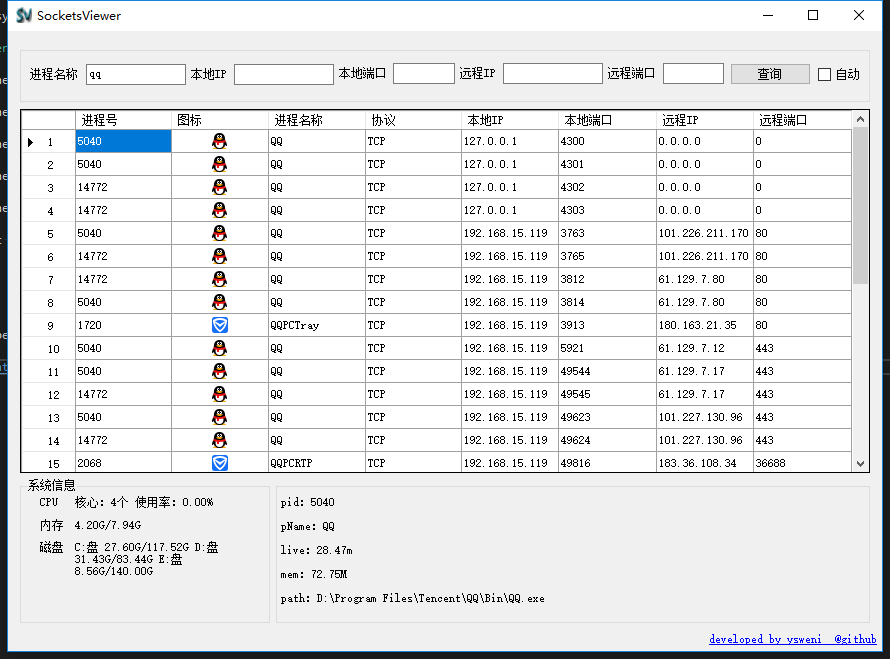 SocketsViewer
进程名称 qq 本地IP 本地端口 远程IP 远程端口 查询 自动
进程号 图标 进程名称 协议 本地IP 本地端口 远程IP 远程端口
1 5040 QQ TCP 127.0.0.1 4300 0.0.0.0 0
2 5040 QQ TCP 127.0.0.1 4301 0.0.0.0 0
3 14772 QQ TCP 127.0.0.1 4302 0.0.0.0 0
4 14772 QQ TCP 127.0.0.1 4303 0.0.0.0 0
5 5040 QQ TCP 192.168.15.119 3763 101.226.211.170 80
6 14772 QQ TCP 192.168.15.119 3765 101.226.211.170 80
7 14772 QQ TCP 192.168.15.119 3812 61.129.7.80 80
8 5040 QQ TCP 192.168.15.119 3814 61.129.7.80 80
9 1720 QQPCTray TCP 192.168.15.119 3913 180.163.21.35 80
10 5040 QQ TCP 192.168.15.119 5921 61.129.7.12 443
11 5040 QQ TCP 192.168.15.119 49544 61.129.7.17 443
12 14772 QQ TCP 192.168.15.119 49545 61.129.7.17 443
13 5040 QQ TCP 192.168.15.119 49623 101.227.130.96 443
14 14772 QQ TCP 192.168.15.119 49624 101.227.130.96 443
15 2068 QQPCRTP TCP 192.168.15.119 49816 183.36.108.34 36688
系统信息
CPU 核心: 4个 使用率: 0.00%
内存 4.20G/7.94G
磁盘 C:盘 27.60G/117.52G D:盘
31.43G/83.44G E:盘
8.56G/140.00G
pid: 5040
pName: QQ
live: 28.47m
mem: 72.75M
path: D:\Program Files\Tencent\QQ\Bin\QQ.exe
developed by ysweni @github